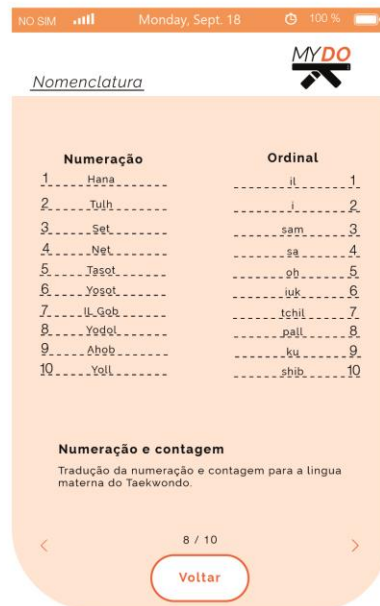 NO SIM Monday, Sept. 18 100 %
MYDO
Nomenclatura
Numeração Ordinal
1 Hana il 1
2 Tulh i 2
3 Set sam 3
4 Net sa 4
5 Tasot oh 5
6 Yosot iuk 6
7 IL Gob tchil 7
8 Yodol pall 8
9 Ahob ku 9
10 Yoll shib 10
Numeração e contagem
Tradução da numeração e contagem para a lingua
materna do Taekwondo.
8 / 10
Voltar